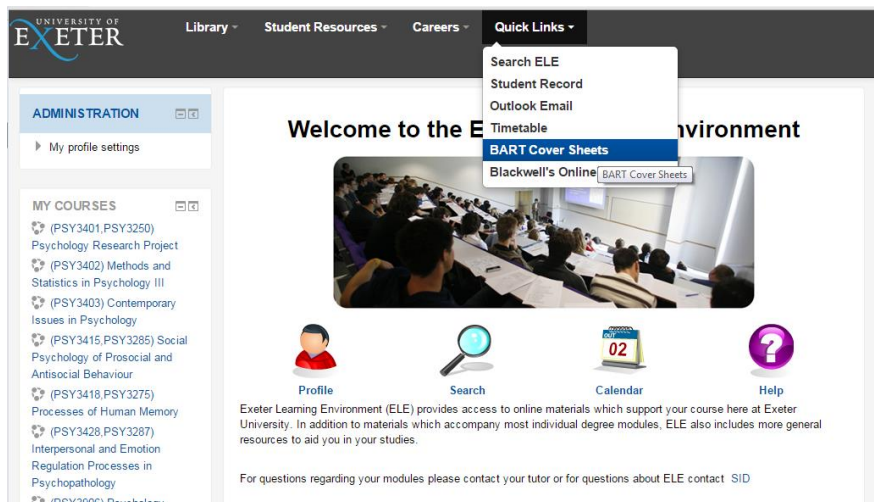 UNIVERSITY OF
EXETER
Library
Student Resources
Careers
Quick Links
Search ELE
Student Record
Outlook Email
Timetable
BART Cover Sheets
Blackwell's Online
BART Cover Sheets
ADMINISTRATION
My profile settings
MY COURSES
(PSY3401,PSY3250)
Psychology Research Project
(PSY3402) Methods and
Statistics in Psychology III
(PSY3403) Contemporary
Issues in Psychology
(PSY3415,PSY3285) Social
Psychology of Prosocial and
Antisocial Behaviour
(PSY3418,PSY3275)
Processes of Human Memory
(PSY3428,PSY3287)
Interpersonal and Emotion
Regulation Processes in
Psychopathology
Psychology
Welcome to the E vironment
OUT
02
Profile
Search
Calendar
Help
Exeter Learning Environment (ELE) provides access to online materials which support your course here at Exeter
University. In addition to materials which accompany most individual degree modules, ELE also includes more general
resources to aid you in your studies.
For questions regarding your modules please contact your tutor or for questions about ELE contact SID